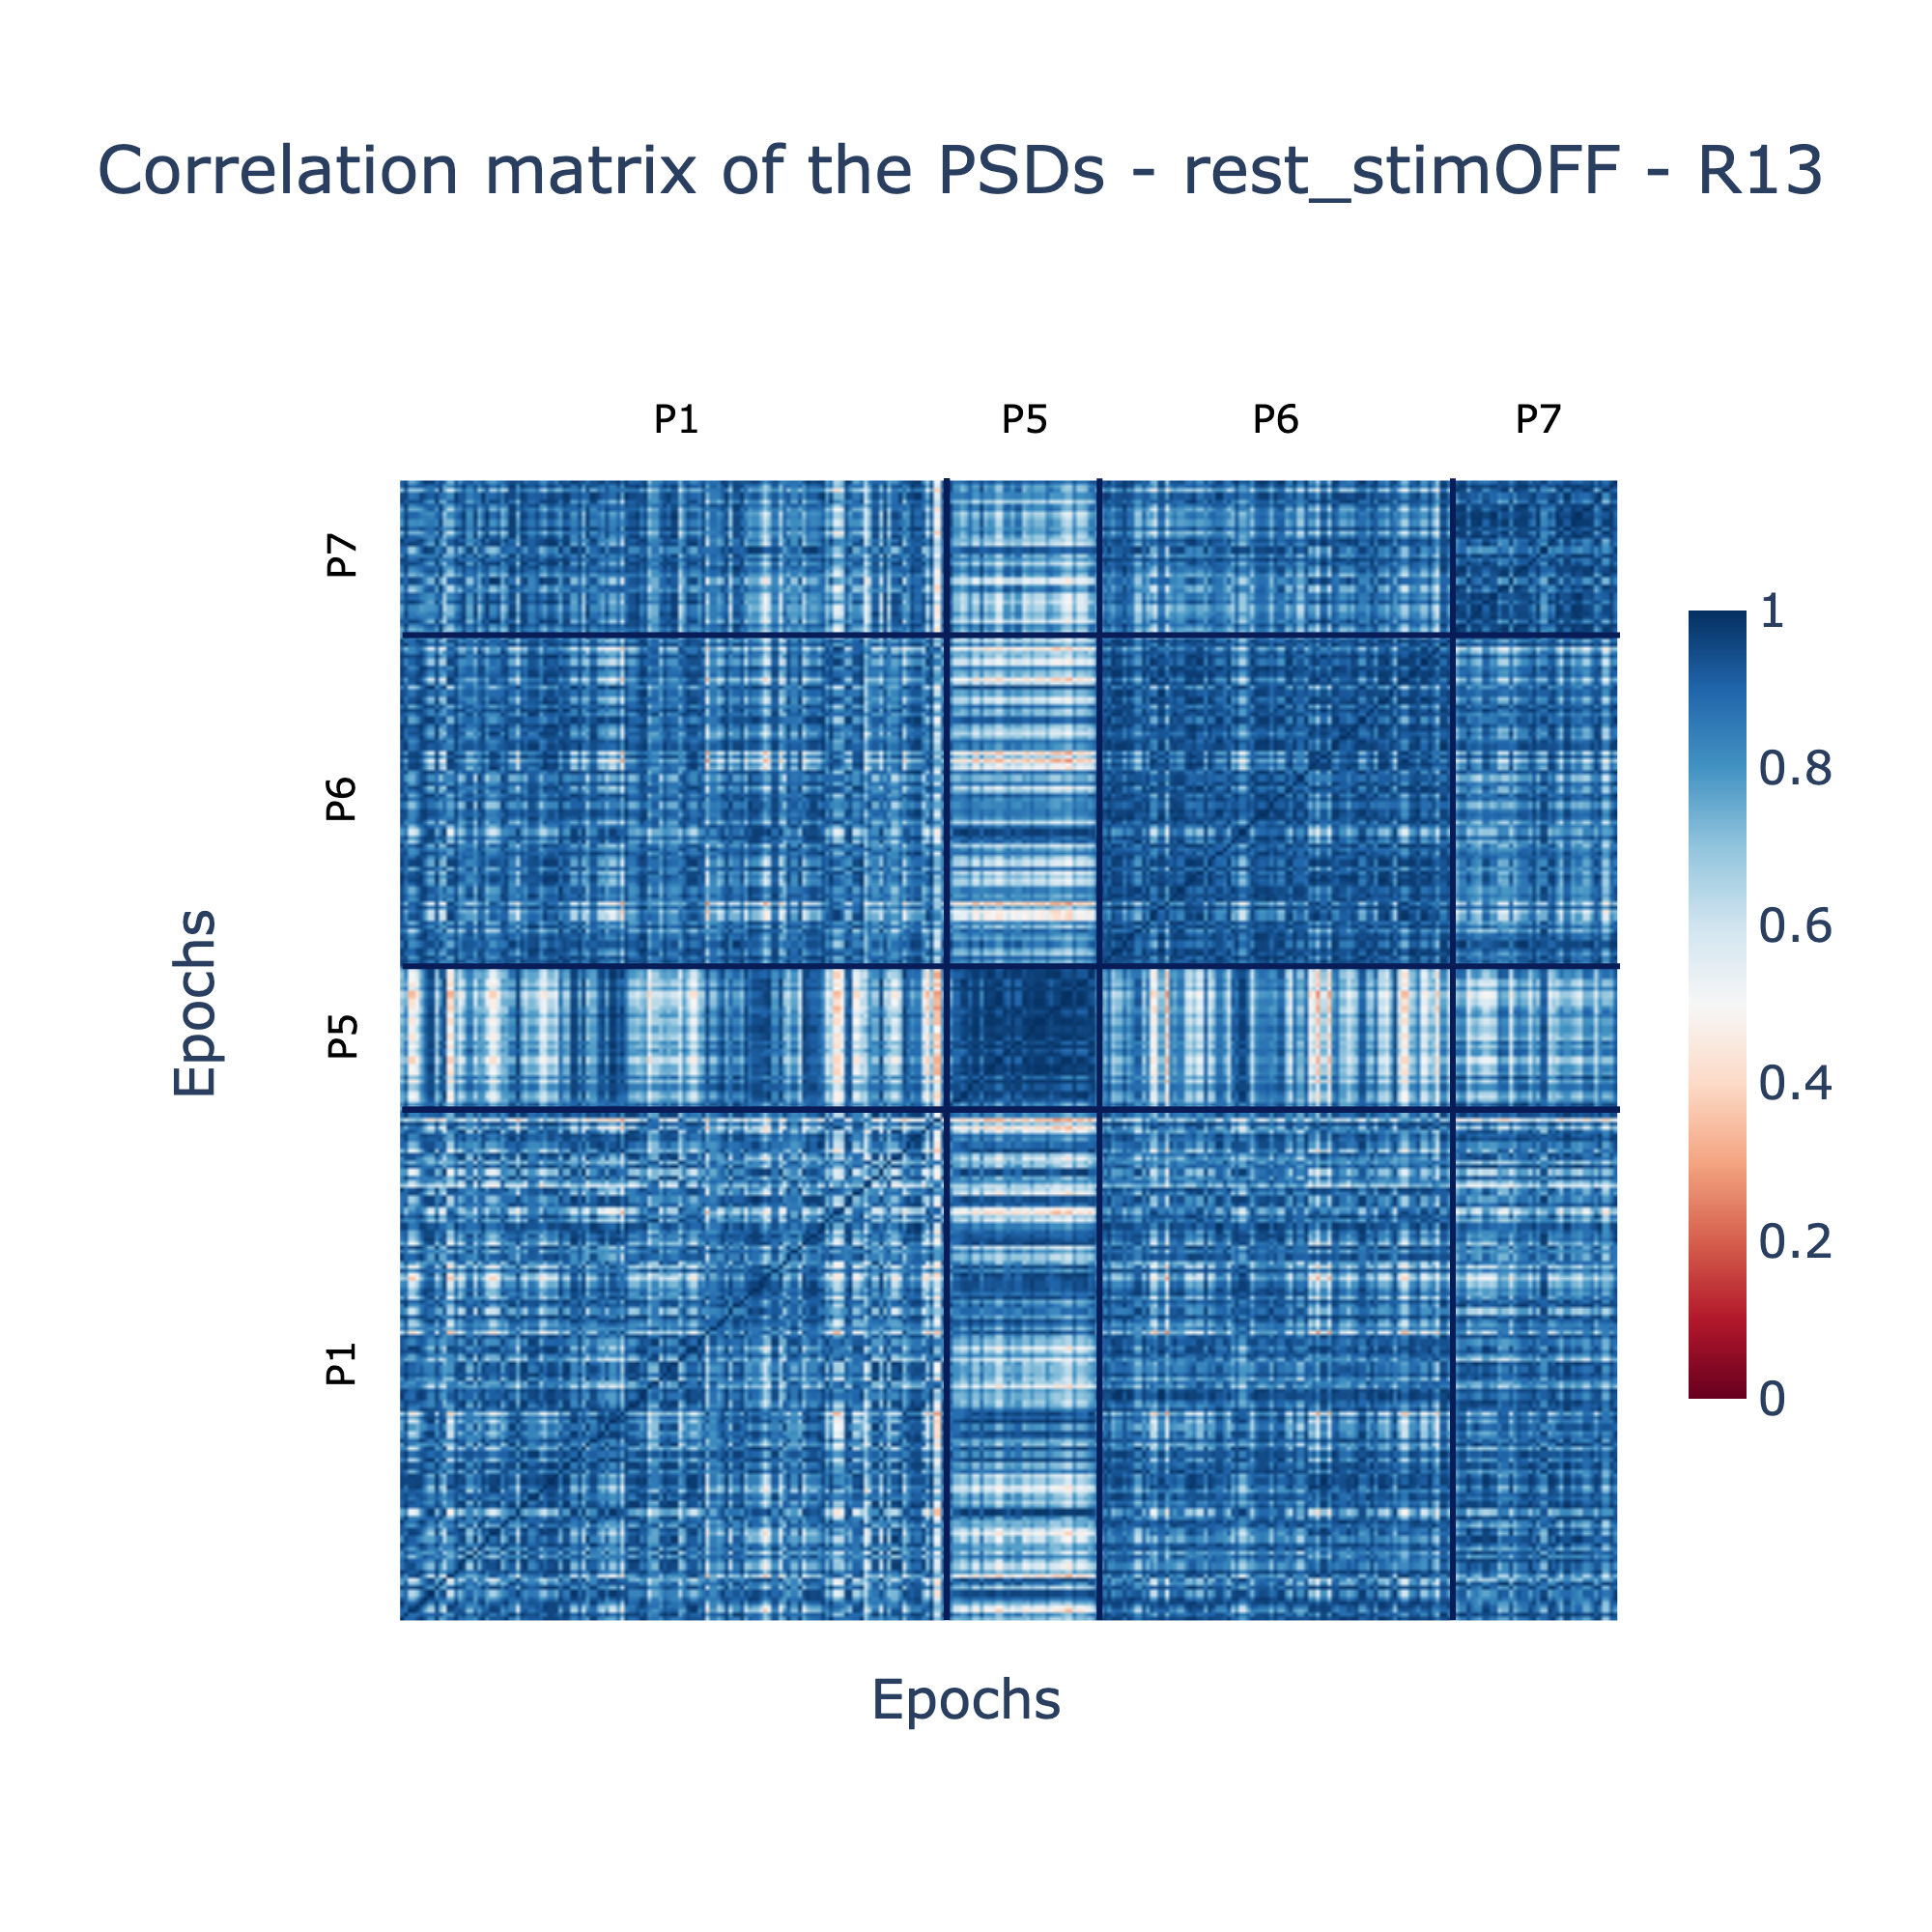 Correlation matrix of the PSDs - rest_stimOFF - R13
P1 P5 P6 P7
P7
P6
P5
P1
Epochs
Epochs
1
0.8
0.6
0.4
0.2
0